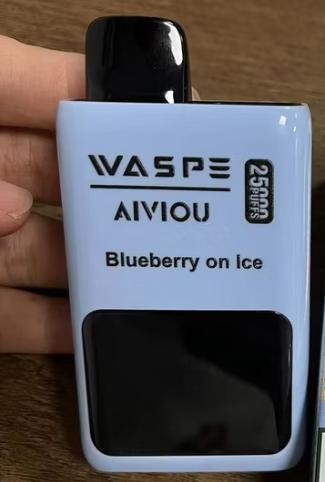 WASPE
25000 PUFFS
AIVIOU
Blueberry on Ice